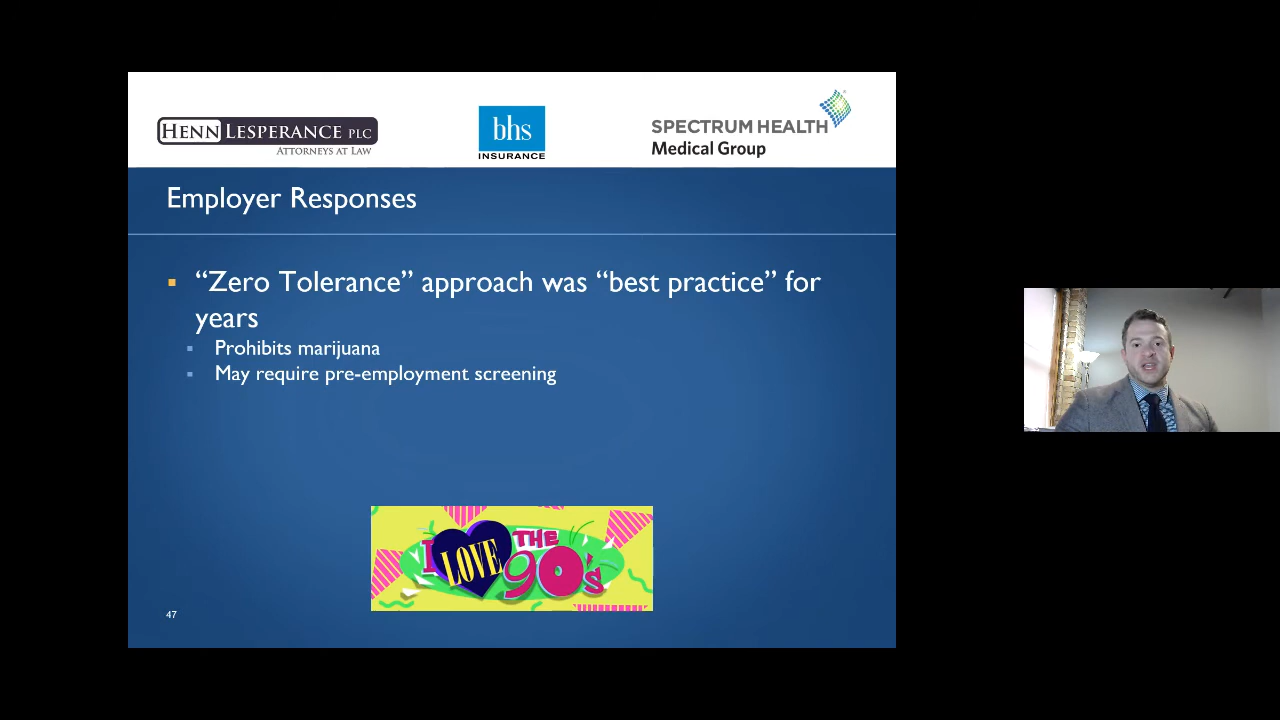 HENN LESPERANCE PLC
ATTORNEYS AT LAW
bhs
INSURANCE
SPECTRUM HEALTH
Medical Group
Employer Responses
“Zero Tolerance” approach was “best practice” for
years
Prohibits marijuana
May require pre-employment screening
I LOVE THE 90's
47